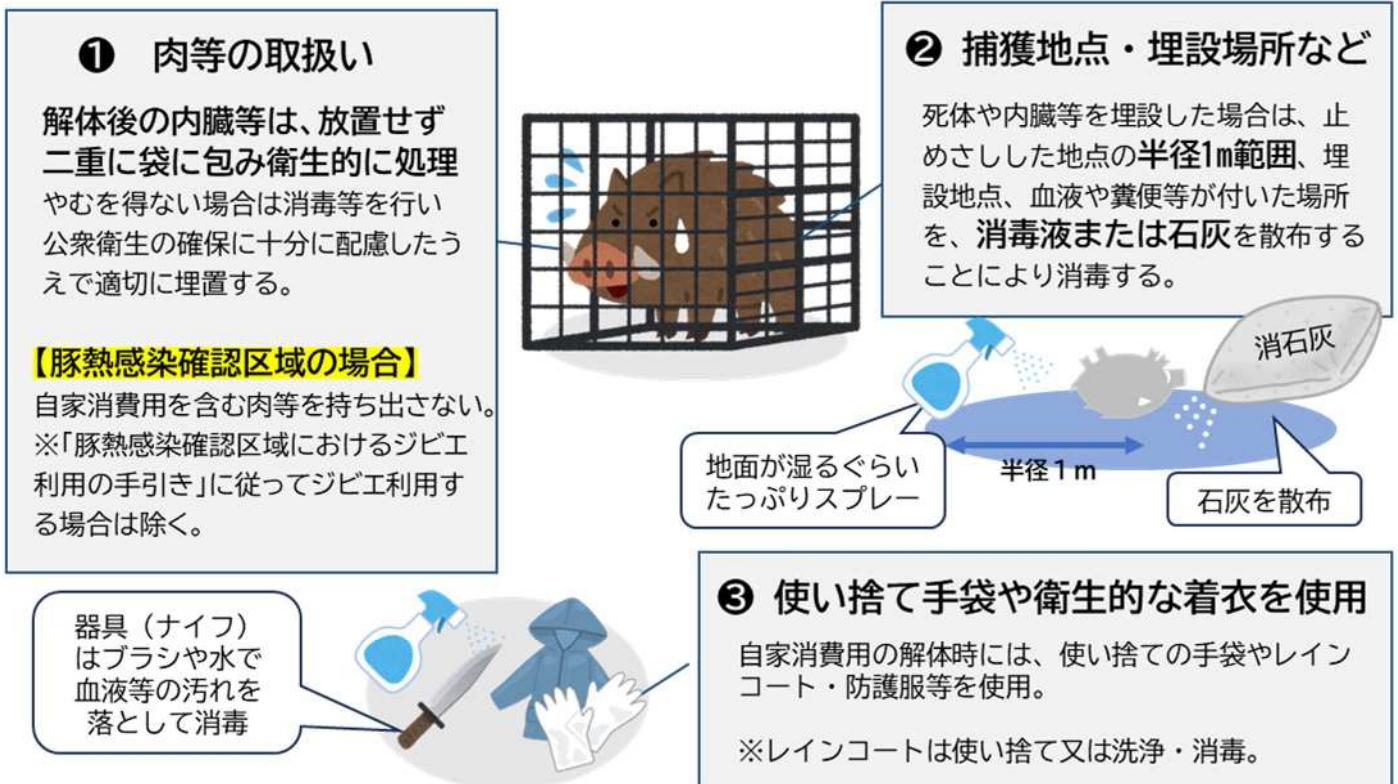 ❶ 肉等の取扱い
解体後の内臓等は、放置せず
二重に袋に包み衛生的に処理
やむを得ない場合は消毒等を行い
公衆衛生の確保に十分に配慮したう
えで適切に埋置する。
【豚熱感染確認区域の場合】
自家消費用を含む肉等を持ち出さない。
※「豚熱感染確認区域におけるジビエ
利用の手引き」に従ってジビエ利用す
る場合は除く。
❷ 捕獲地点・埋設場所など
死体や内臓等を埋設した場合は、止
めさしした地点の半径1m範囲、埋
設地点、血液や糞便等が付いた場所
を、消毒液または石灰を散布する
ことにより消毒する。
消石灰
地面が湿るぐらい
たっぷりスプレー
半径1m
石灰を散布
器具（ナイフ）
はブラシや水で
血液等の汚れを
落として消毒
❸ 使い捨て手袋や衛生的な着衣を使用
自家消費用の解体時には、使い捨ての手袋やレイン
コート・防護服等を使用。
※レインコートは使い捨て又は洗浄・消毒。